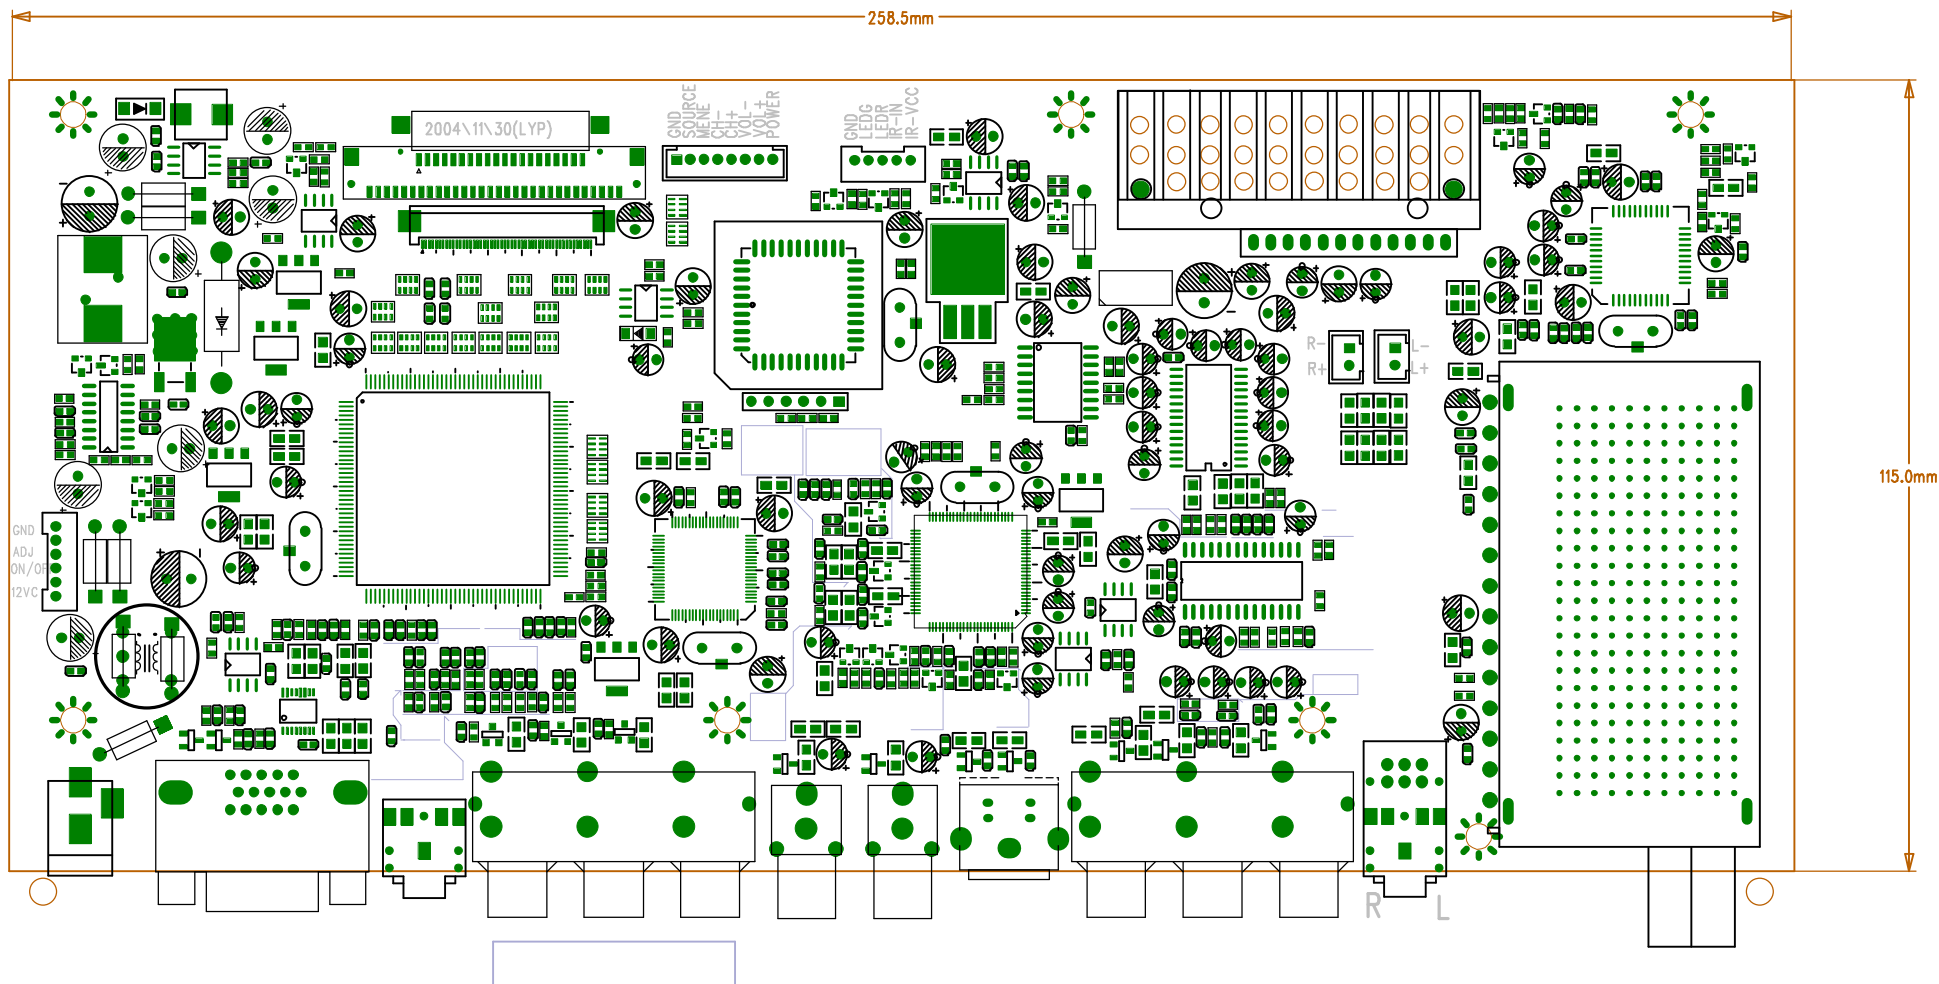 258.5mm
2004\11\30(LYP)
GND
SOURCE
MENE
CH-
CH+
VOL-
VOL+
POWER
GND
LEDG
LEDR
IR-IN
IR-VCC
R-
R+
L-
L+
115.0mm
GND
ADJ
ON/OF
12VC
R
L